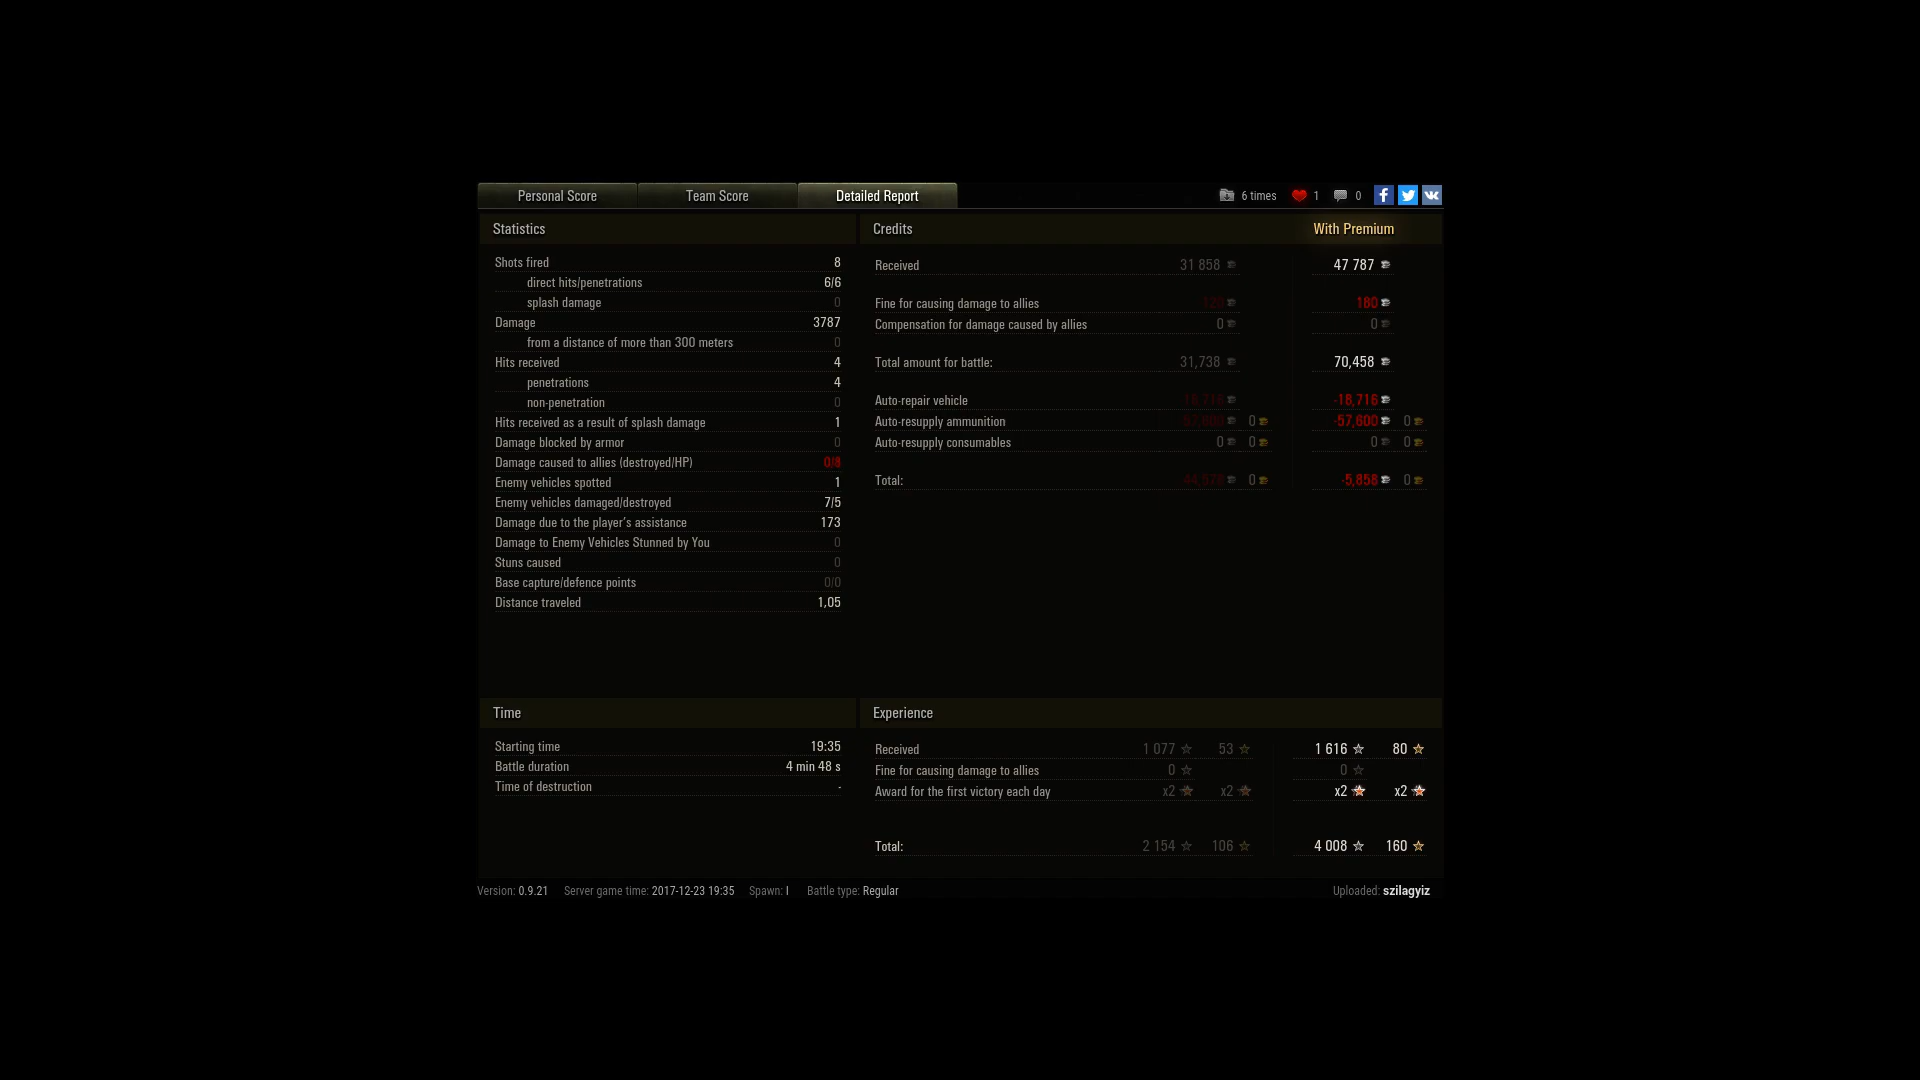 Personal Score Team Score Detailed Report 6 times 1 0
Statistics
Shots fired 8
direct hits/penetrations 6/6
splash damage 0
Damage 3787
from a distance of more than 300 meters 0
Hits received 4
penetrations 4
non-penetration 0
Hits received as a result of splash damage 1
Damage blocked by armor 0
Damage caused to allies (destroyed/HP) 0/8
Enemy vehicles spotted 1
Enemy vehicles damaged/destroyed 7/5
Damage due to the player's assistance 173
Damage to Enemy Vehicles Stunned by You 0
Stuns caused 0
Base capture/defence points 0/0
Distance traveled 1,05
Credits With Premium
Received 31 858 47 787
Fine for causing damage to allies 120 180
Compensation for damage caused by allies 0 0
Total amount for battle: 31,738 70,458
Auto-repair vehicle -18,716
Auto-resupply ammunition 0 -57,600 0
Auto-resupply consumables 0 0 0 0
Total: 0 -5,858 0
Time
Starting time 19:35
Battle duration 4 min 48 s
Time of destruction -
Experience
Received 1 077 53 1 616 80
Fine for causing damage to allies 0 0
Award for the first victory each day x2 x2 x2 x2
Total: 2 154 106 4 008 160
Version: 0.9.21 Server game time: 2017-12-23 19:35 Spawn: I Battle type: Regular Uploaded: szilagyiz